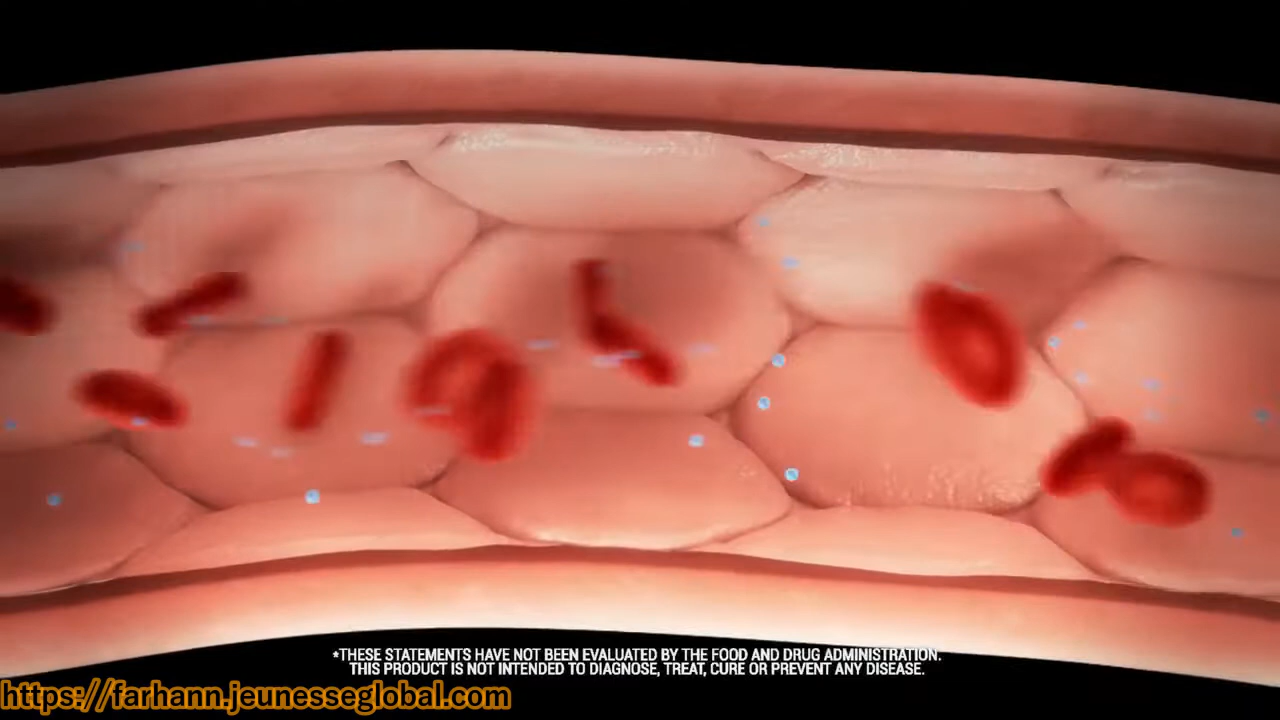 *THESE STATEMENTS HAVE NOT BEEN EVALUATED BY THE FOOD AND DRUG ADMINISTRATION.
THIS PRODUCT IS NOT INTENDED TO DIAGNOSE, TREAT, CURE OR PREVENT ANY DISEASE.
https://farhann.jeunesseglobal.com